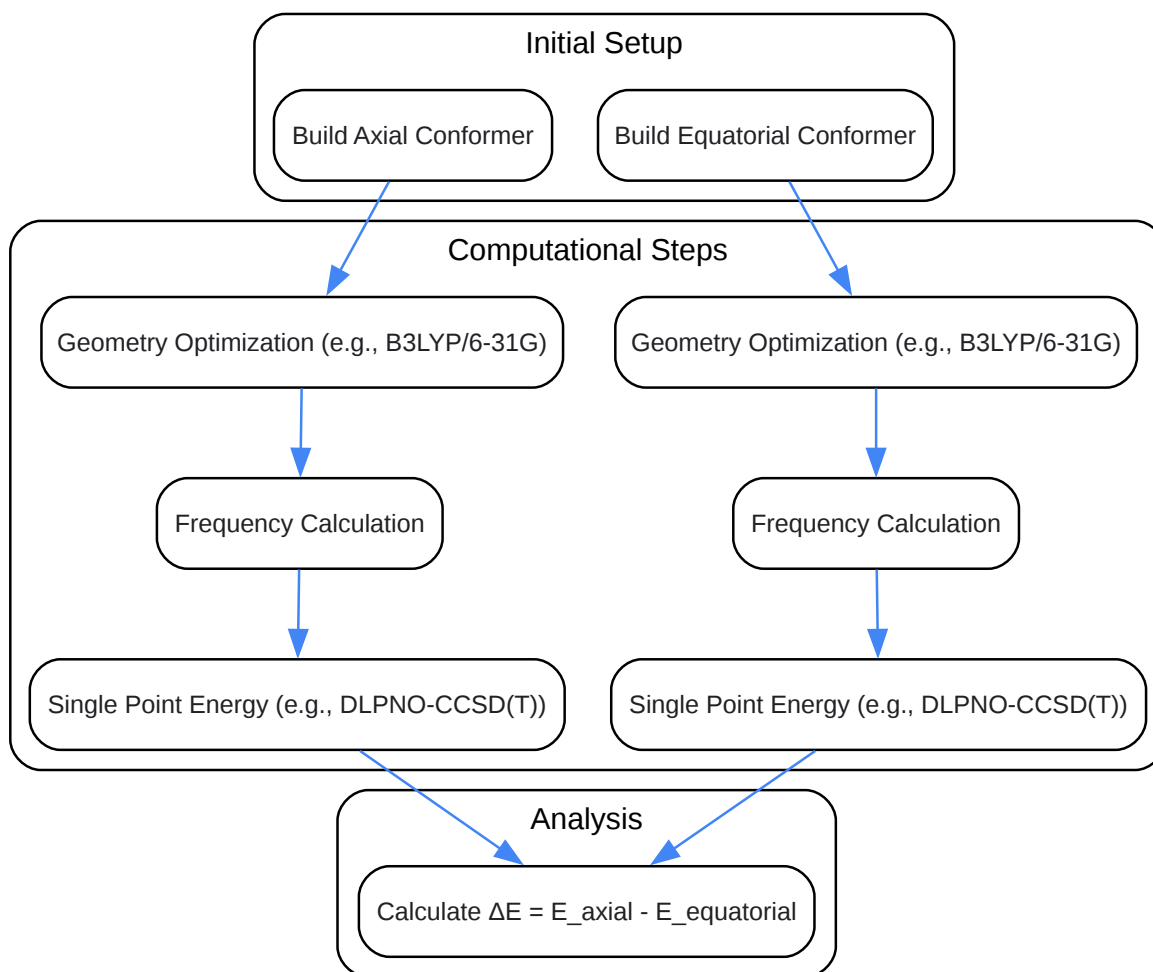 Initial Setup
Build Axial Conformer
Build Equatorial Conformer
Computational Steps
Geometry Optimization (e.g., B3LYP/6-31G)
Geometry Optimization (e.g., B3LYP/6-31G)
Frequency Calculation
Frequency Calculation
Single Point Energy (e.g., DLPNO-CCSD(T))
Single Point Energy (e.g., DLPNO-CCSD(T))
Analysis
Calculate ΔE = E_axial - E_equatorial